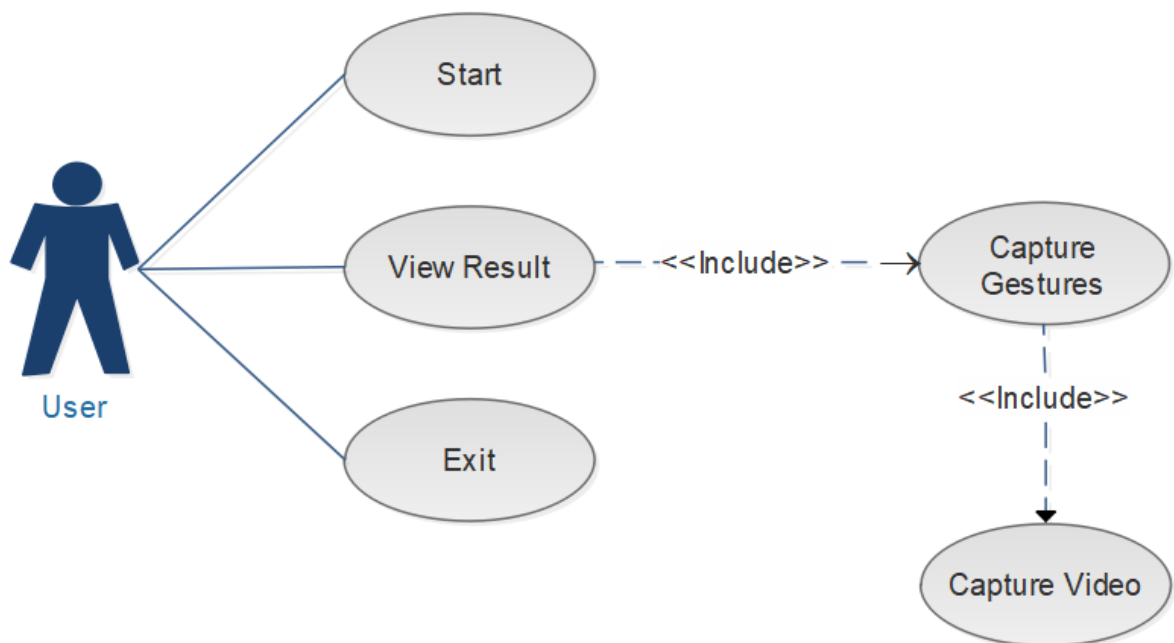 Start
View Result
<<Include>>
Capture
Gestures
User
<<Include>>
Exit
Capture Video